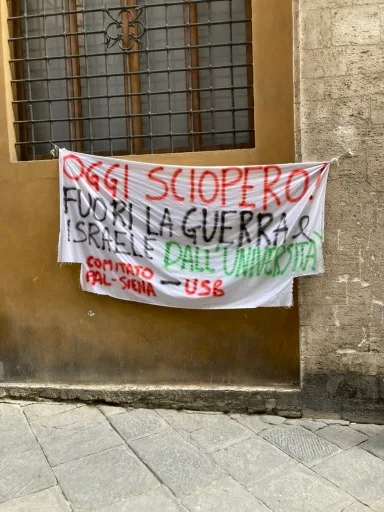 OGGI SCIOPERO!
FUORI LA GUERRA &
ISRAELE DALL'UNIVERSITÀ
COMITATO
PAL-SIENA — USB